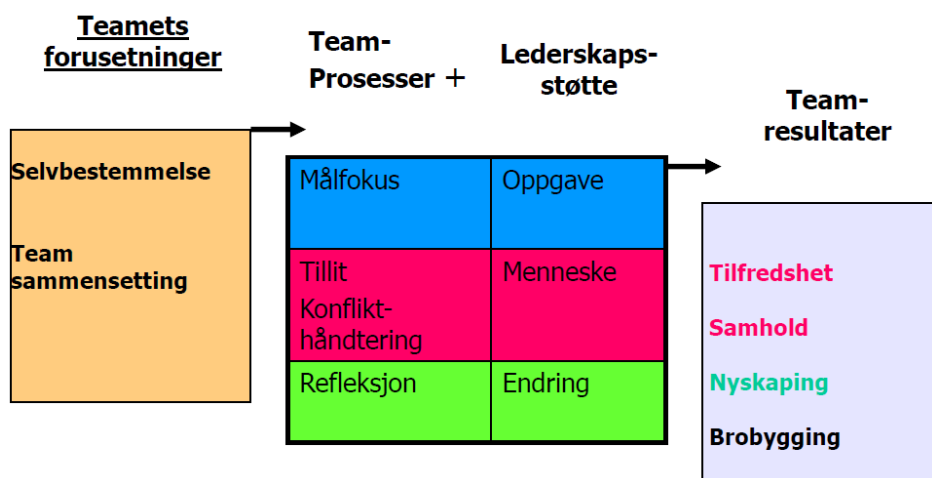 Teamets
forusetninger
Team-
Prosesser +
Lederskaps-
støtte
Team-
resultater
Selvbestemmelse
Team
sammensetting
Målfokus
Oppgave
Tillit
Konflikt-
håndtering
Menneske
Refleksjon
Endring
Tilfredshet
Samhold
Nyskaping
Brobygging